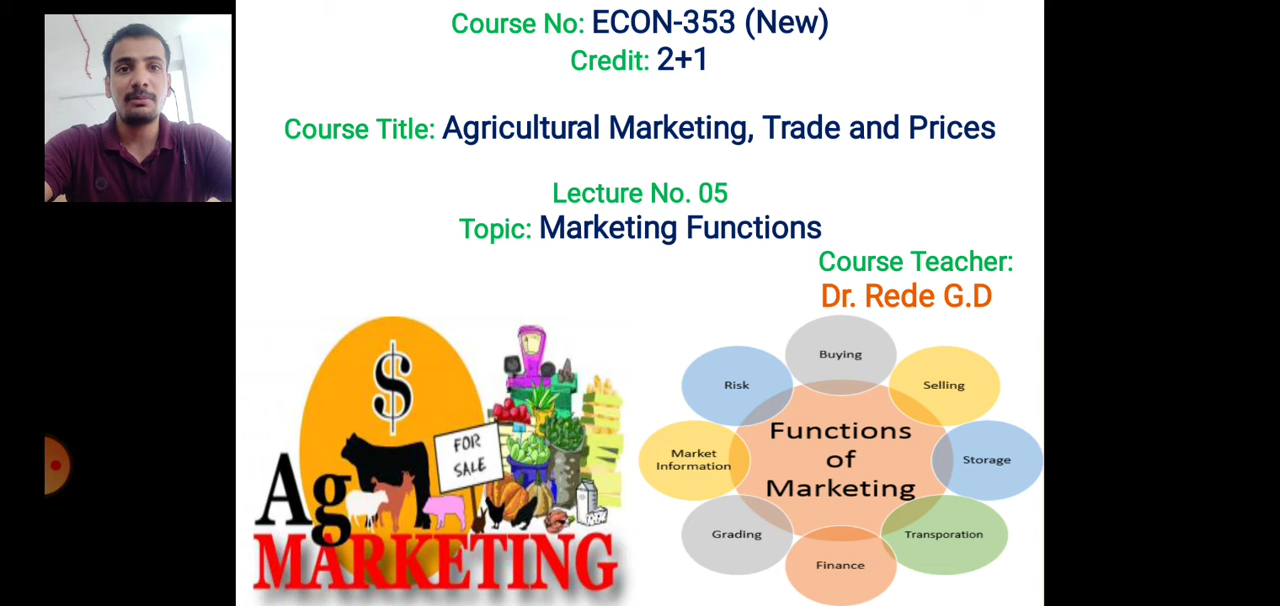 Course No: ECON-353 (New)
Credit: 2+1
Course Title: Agricultural Marketing, Trade and Prices
Lecture No. 05
Topic: Marketing Functions
Course Teacher:
Dr. Rede G.D
$
FOR
SALE
Ag
MARKETING
Functions
of
Marketing
Buying
Selling
Storage
Transporation
Finance
Grading
Market
Information
Risk